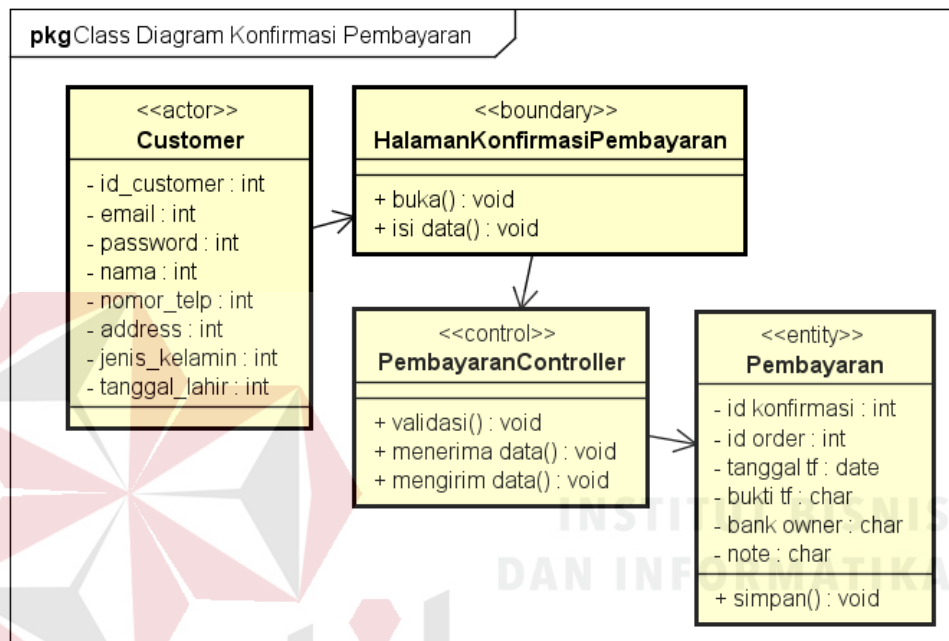 pkg Class Diagram Konfirmasi Pembayaran
<<actor>>
Customer
- id_customer : int
- email : int
- password : int
- nama : int
- nomor_telp : int
- address : int
- jenis_kelamin : int
- tanggal_lahir : int
<<boundary>>
HalamanKonfirmasiPembayaran
+ buka() : void
+ isi data() : void
<<control>>
PembayaranController
+ validasi() : void
+ menerima data() : void
+ mengirim data() : void
<<entity>>
Pembayaran
- id konfirmasi : int
- id order : int
- tanggal tf : date
- bukti tf : char
- bank owner : char
- note : char
+ simpan() : void
INSTITUT BISNIS
DAN INFORMATIKA